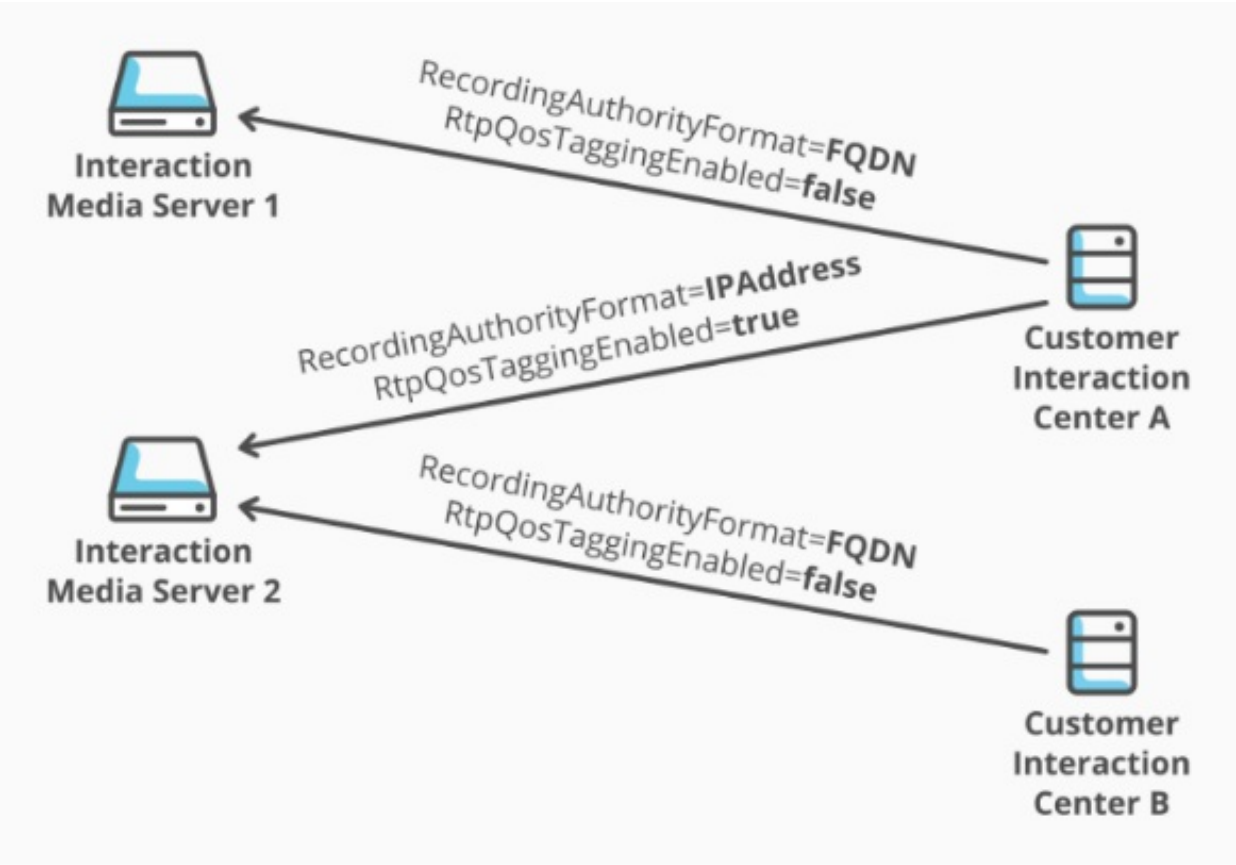 RecordingAuthorityFormat=FQDN
RtpQosTaggingEnabled=false
Interaction
Media Server 1
RecordingAuthorityFormat=IPAddress
RtpQosTaggingEnabled=true
Customer
Interaction
Center A
RecordingAuthorityFormat=FQDN
RtpQosTaggingEnabled=false
Interaction
Media Server 2
Customer
Interaction
Center B